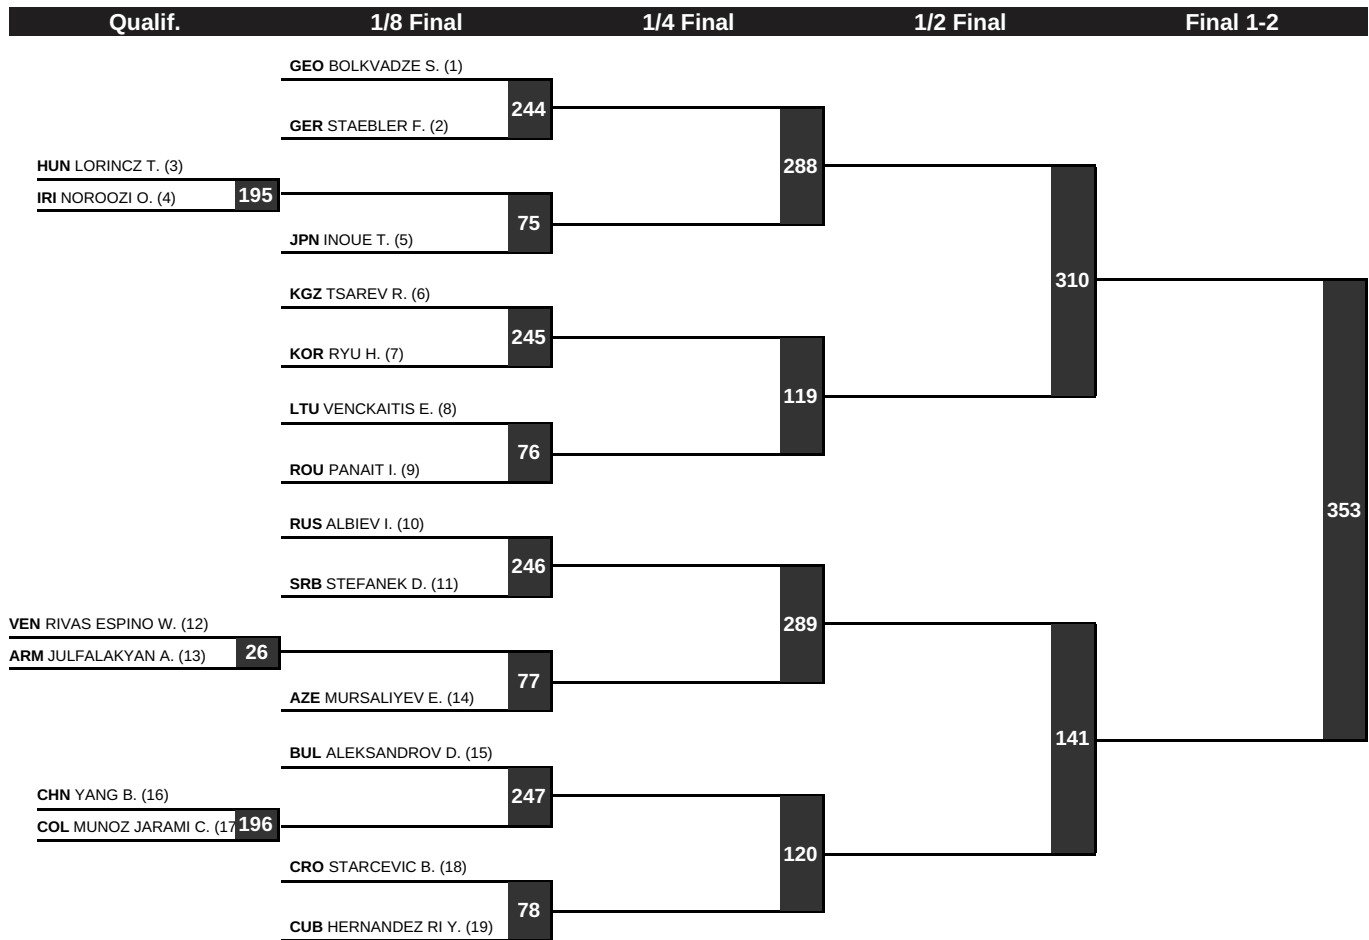 Qualif. 1/8 Final 1/4 Final 1/2 Final Final 1-2
GEO BOLKVADZE S. (1)
244
GER STAEBLER F. (2)
HUN LORINCZ T. (3)
288
IRI NOROOZI O. (4) 195
75
JPN INOUE T. (5)
310
KGZ TSAREV R. (6)
245
KOR RYU H. (7)
119
LTU VENCKAITIS E. (8)
76
ROU PANAIT I. (9)
353
RUS ALBIEV I. (10)
246
SRB STEFANEK D. (11)
VEN RIVAS ESPINO W. (12)
289
ARM JULFALAKYAN A. (13) 26
77
AZE MURSALIYEV E. (14)
141
BUL ALEKSANDROV D. (15)
CHN YANG B. (16)
247
COL MUNOZ JARAMI C. (17 196
120
CRO STARCEVIC B. (18)
78
CUB HERNANDEZ RI Y. (19)